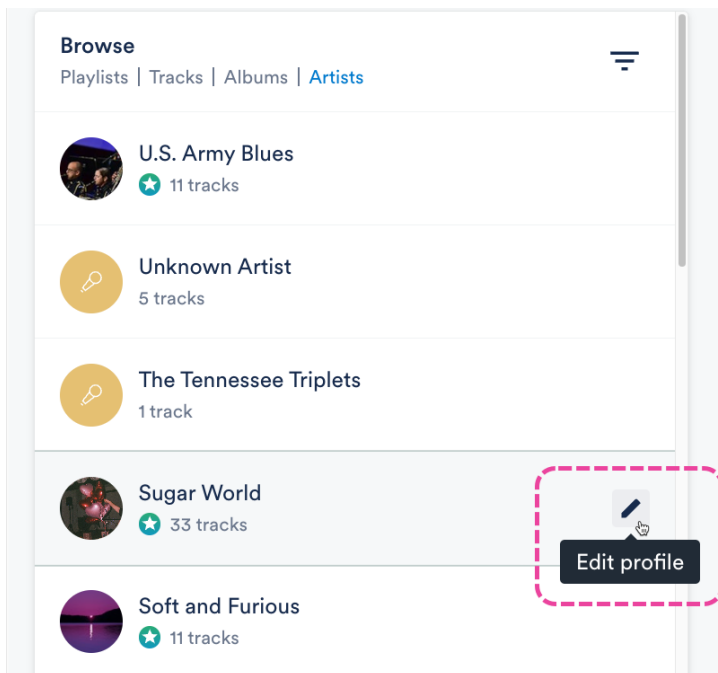 Browse
Playlists | Tracks | Albums | Artists
U.S. Army Blues
11 tracks
Unknown Artist
5 tracks
The Tennessee Triplets
1 track
Sugar World
33 tracks
Edit profile
Soft and Furious
11 tracks